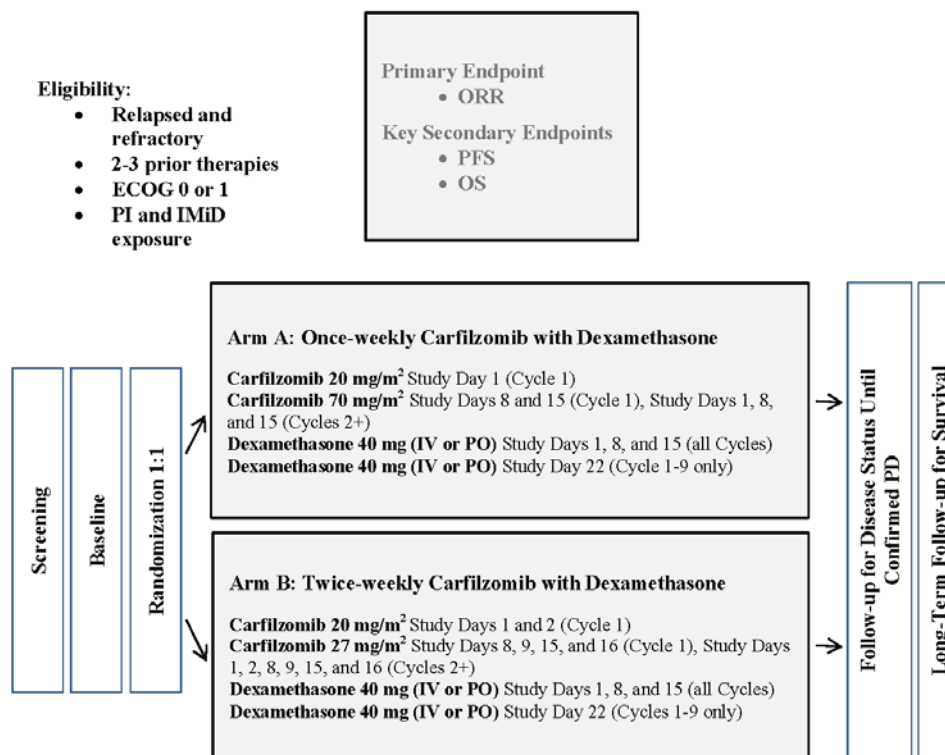 Primary Endpoint
• ORR
Key Secondary Endpoints
• PFS
• OS
Eligibility:
• Relapsed and
refractory
• 2-3 prior therapies
• ECOG 0 or 1
• PI and IMiD
exposure
Screening
Baseline
Randomization 1:1
Arm A: Once-weekly Carfilzomib with Dexamethasone
Carfilzomib 20 mg/m² Study Day 1 (Cycle 1)
Carfilzomib 70 mg/m² Study Days 8 and 15 (Cycle 1), Study Days 1, 8,
and 15 (Cycles 2+)
Dexamethasone 40 mg (IV or PO) Study Days 1, 8, and 15 (all Cycles)
Dexamethasone 40 mg (IV or PO) Study Day 22 (Cycle 1-9 only)
Arm B: Twice-weekly Carfilzomib with Dexamethasone
Carfilzomib 20 mg/m² Study Days 1 and 2 (Cycle 1)
Carfilzomib 27 mg/m² Study Days 8, 9, 15, and 16 (Cycle 1), Study Days
1, 2, 8, 9, 15, and 16 (Cycles 2+)
Dexamethasone 40 mg (IV or PO) Study Days 1, 8, and 15 (all Cycles)
Dexamethasone 40 mg (IV or PO) Study Day 22 (Cycles 1-9 only)
Follow-up for Disease Status Until
Confirmed PD
Long-Term Follow-up for Survival